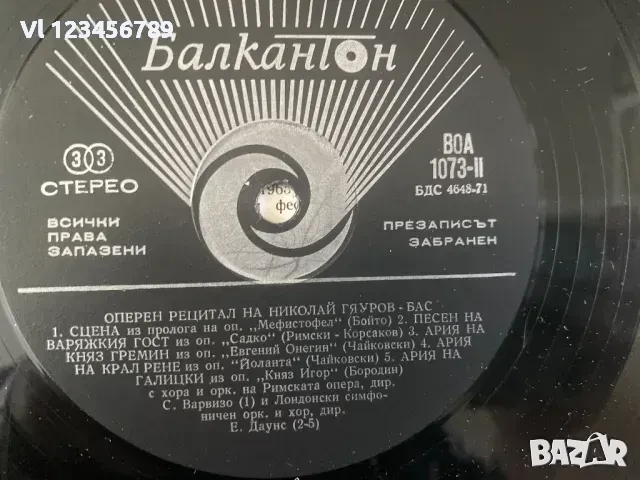 Vl 123456789,
Балкантон
33
СТЕРЕО
ВОА
1073-II
БДС 4648-71
ВСИЧКИ
ПРАВА
ЗАПАЗЕНИ
ПРЕЗАПИСЪТ
ЗАБРАНЕН
ОПЕРЕН РЕЦИТАЛ НА НИКОЛАЙ ГЯУРОВ - БАС
1. СЦЕНА из пролога на оп. „Мефистофел" (Бойто) 2. ПЕСЕН НА
ВАРЯЖКИЯ ГОСТ из оп. „Садко" (Римски - Корсаков) 3. АРИЯ НА
КНЯЗ ГРЕМИН из оп. „Евгений Онегин" (Чайковски) 4. АРИЯ
НА КРАЛ РЕНЕ из оп. „Йоланта" (Чайковски) 5. АРИЯ НА
ГАЛИЦКИ из оп. „Княз Игор" (Бородин)
с хора и орк. на Римската опера, дир.
С. Варвизо (1) и Лондонски симфо-
ничен орк. и хор, дир.
Е. Даунс (2-5)
BAZAR